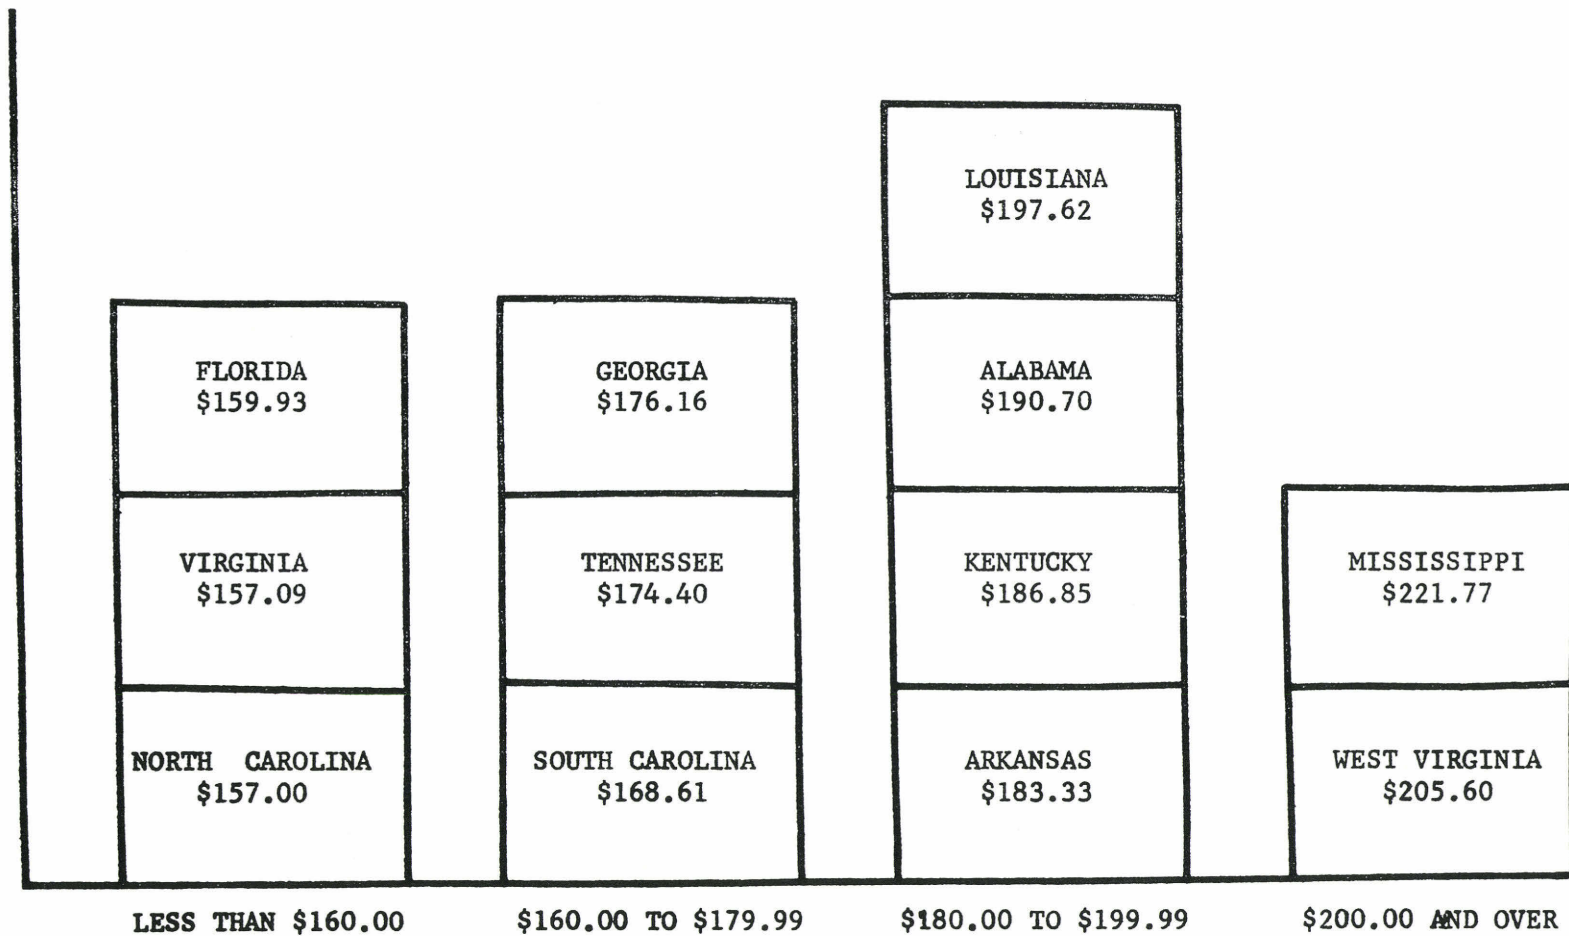 LOUISIANA
$197.62
FLORIDA
$159.93
GEORGIA
$176.16
ALABAMA
$190.70
VIRGINIA
$157.09
TENNESSEE
$174.40
KENTUCKY
$186.85
MISSISSIPPI
$221.77
NORTH CAROLINA
$157.00
SOUTH CAROLINA
$168.61
ARKANSAS
$183.33
WEST VIRGINIA
$205.60
LESS THAN $160.00
$160.00 TO $179.99
$180.00 TO $199.99
$200.00 AND OVER